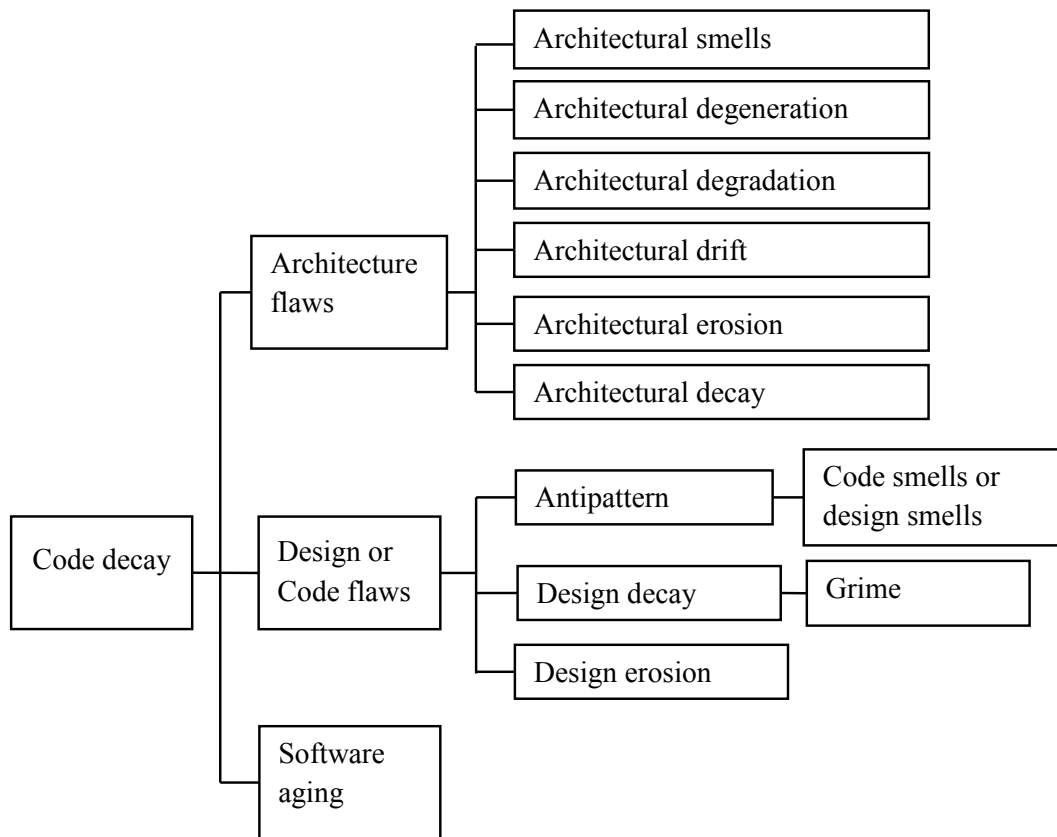 Architectural smells
Architectural degeneration
Architectural degradation
Architectural drift
Architecture
flaws
Architectural erosion
Architectural decay
Antipattern
Code smells or
design smells
Code decay
Design or
Code flaws
Design decay
Grime
Design erosion
Software
aging